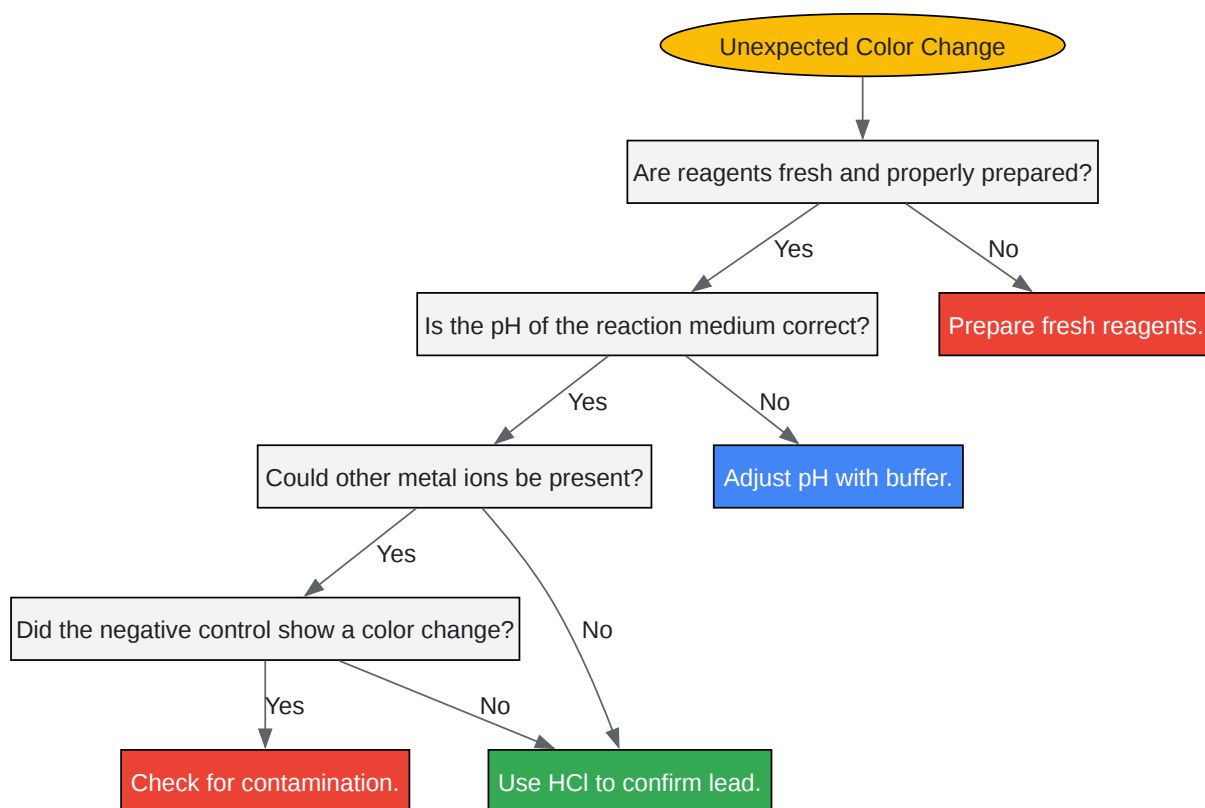 Unexpected Color Change
Are reagents fresh and properly prepared?
Yes
No
Is the pH of the reaction medium correct?
Prepare fresh reagents.
Yes
No
Could other metal ions be present?
Adjust pH with buffer.
Yes
No
Did the negative control show a color change?
Yes
No
Check for contamination.
Use HCl to confirm lead.